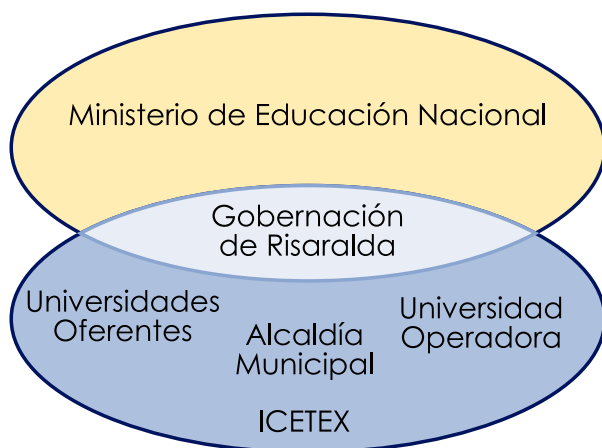 Ministerio de Educación Nacional
Gobernación
de Risaralda
Universidades
Oferentes
Alcaldía
Municipal
Universidad
Operadora
ICETEX